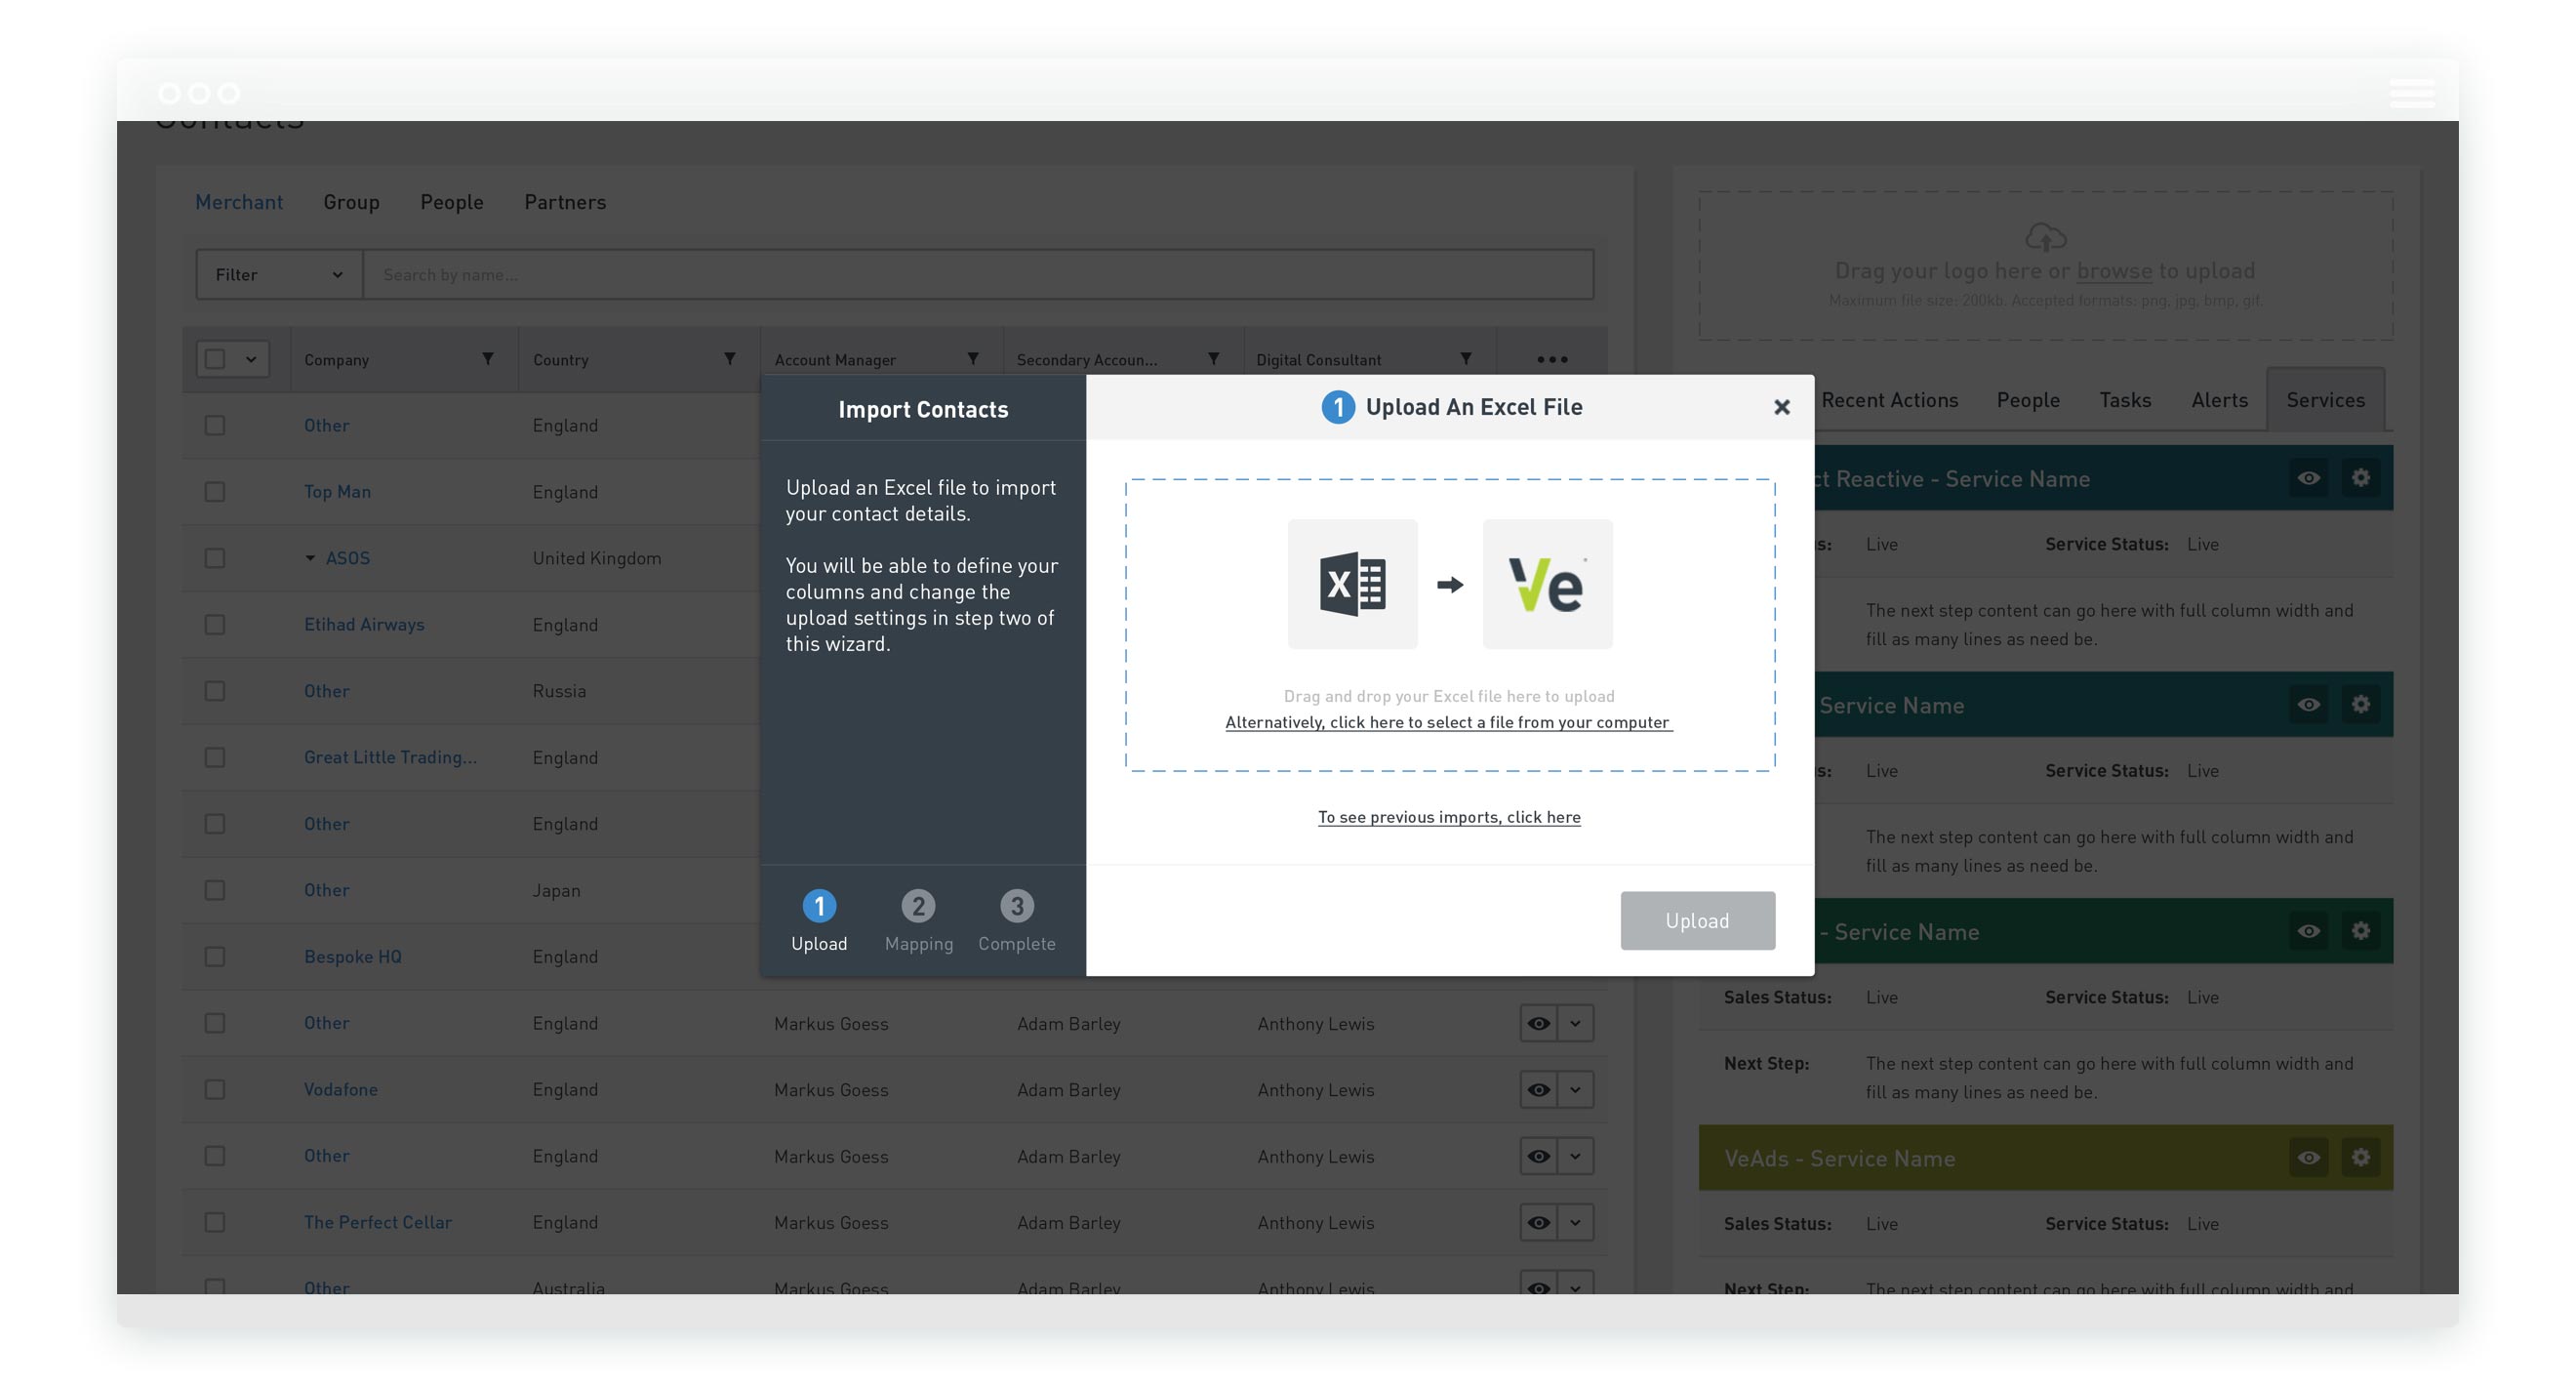 Contacts
Merchant Group People Partners
Filter Search by name...
Company Country Account Manager Secondary Accoun... Digital Consultant
Other England
Top Man England
ASOS United Kingdom
Etihad Airways England
Other Russia
Great Little Trading... England
Other England
Other Japan
Bespoke HQ England
Other England Markus Goess Adam Barley Anthony Lewis
Vodafone England Markus Goess Adam Barley Anthony Lewis
Other England Markus Goess Adam Barley Anthony Lewis
The Perfect Cellar England Markus Goess Adam Barley Anthony Lewis
Other Australia Markus Goess Adam Barley Anthony Lewis
Import Contacts
Upload an Excel file to import
your contact details.
You will be able to define your
columns and change the
upload settings in step two of
this wizard.
1 2 3
Upload Mapping Complete
1 Upload An Excel File
X Ve
Drag and drop your Excel file here to upload
Alternatively, click here to select a file from your computer
To see previous imports, click here
Upload
Drag your logo here or browse to upload
Maximum file size: 200kb. Accepted formats: png, jpg, bmp, gif.
Recent Actions People Tasks Alerts Services
ct Reactive - Service Name
s: Live Service Status: Live
The next step content can go here with full column width and
fill as many lines as need be.
Service Name
s: Live Service Status: Live
The next step content can go here with full column width and
fill as many lines as need be.
- Service Name
Sales Status: Live Service Status: Live
Next Step: The next step content can go here with full column width and
fill as many lines as need be.
VeAds - Service Name
Sales Status: Live Service Status: Live
Next Step: The next step content can go here with full column width and